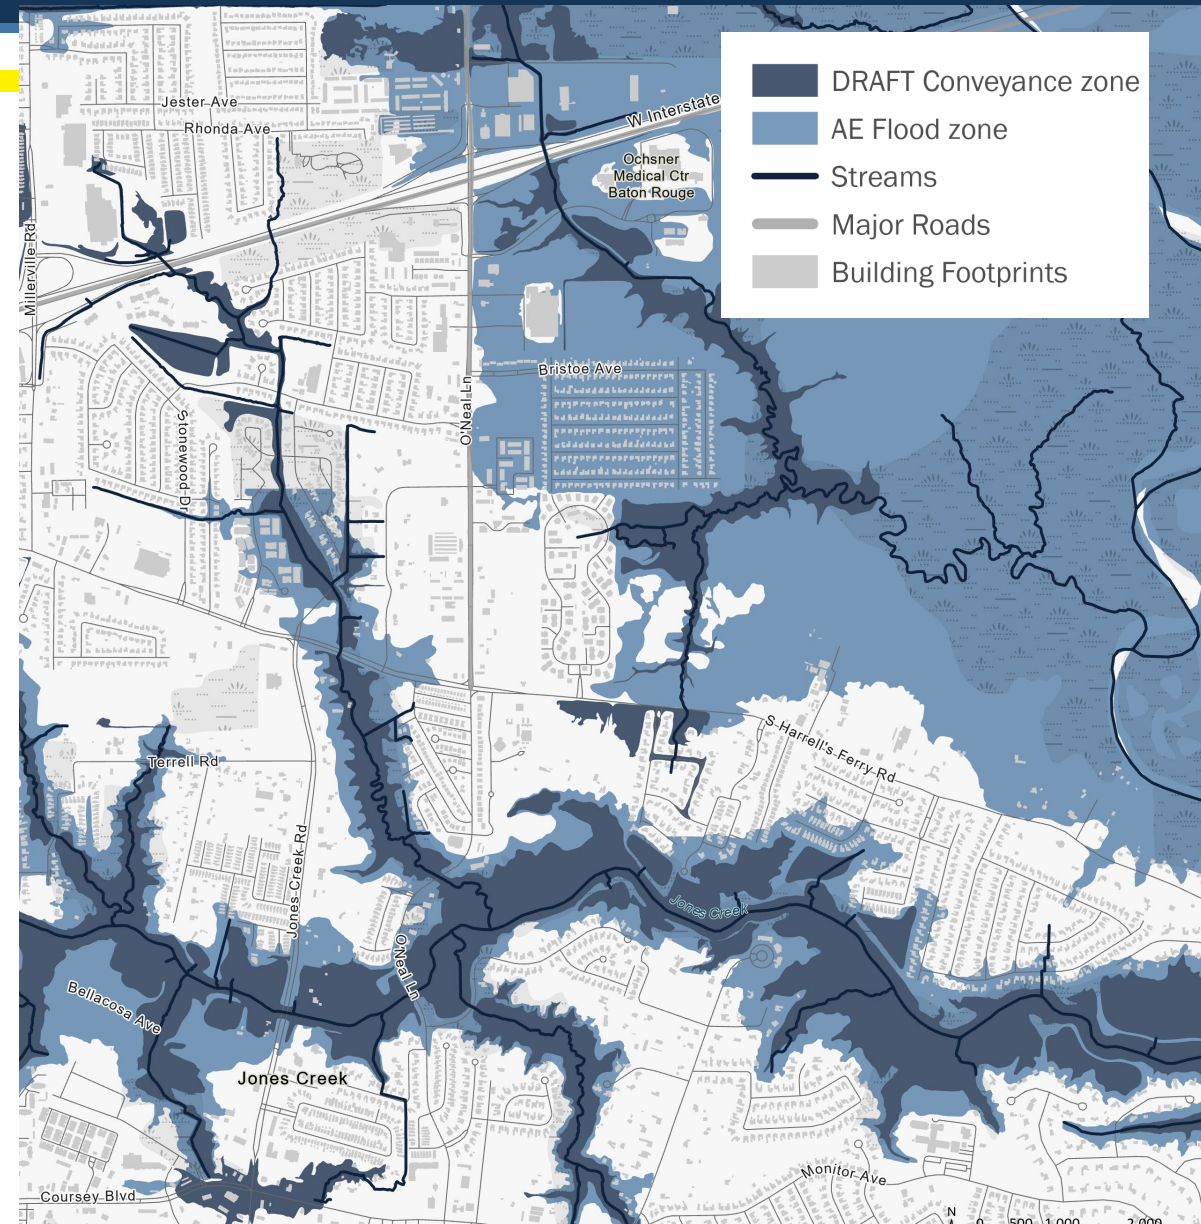 DRAFT Conveyance zone
AE Flood zone
Streams
Major Roads
Building Footprints
Jester Ave
Rhonda Ave
W Interstate
Ochsner
Medical Ctr
Baton Rouge
Millerville Rd
Bristoe Ave
O'Neal Ln
Stonewood Dr
S Harrell's Ferry Rd
Terrell Rd
Jones Creek Rd
Jones Creek
O'Neal Ln
Bellacosa Ave
Jones Creek
Monitor Ave
Coursey Blvd
N
0 500 1,000 2,000